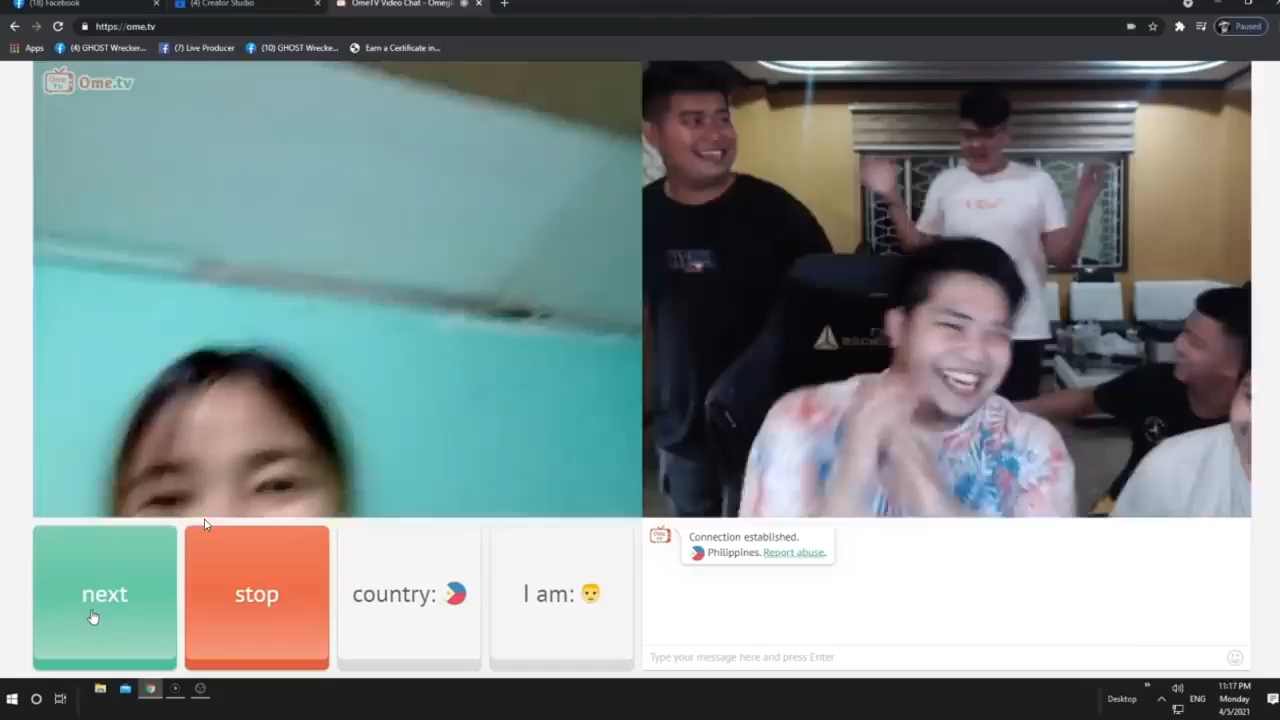 (18) Facebook
(4) Creator Studio
OmeTV Video Chat - Omegl
https://ome.tv
Paused
Apps
(4) GHOST Wrecker...
(7) Live Producer
(10) GHOST Wrecke...
Earn a Certificate in...
Ome.tv
Connection established.
Philippines. Report abuse.
next
stop
country:
I am:
Type your message here and press Enter
Desktop
ENG
11:17 PM
Monday
4/5/2021